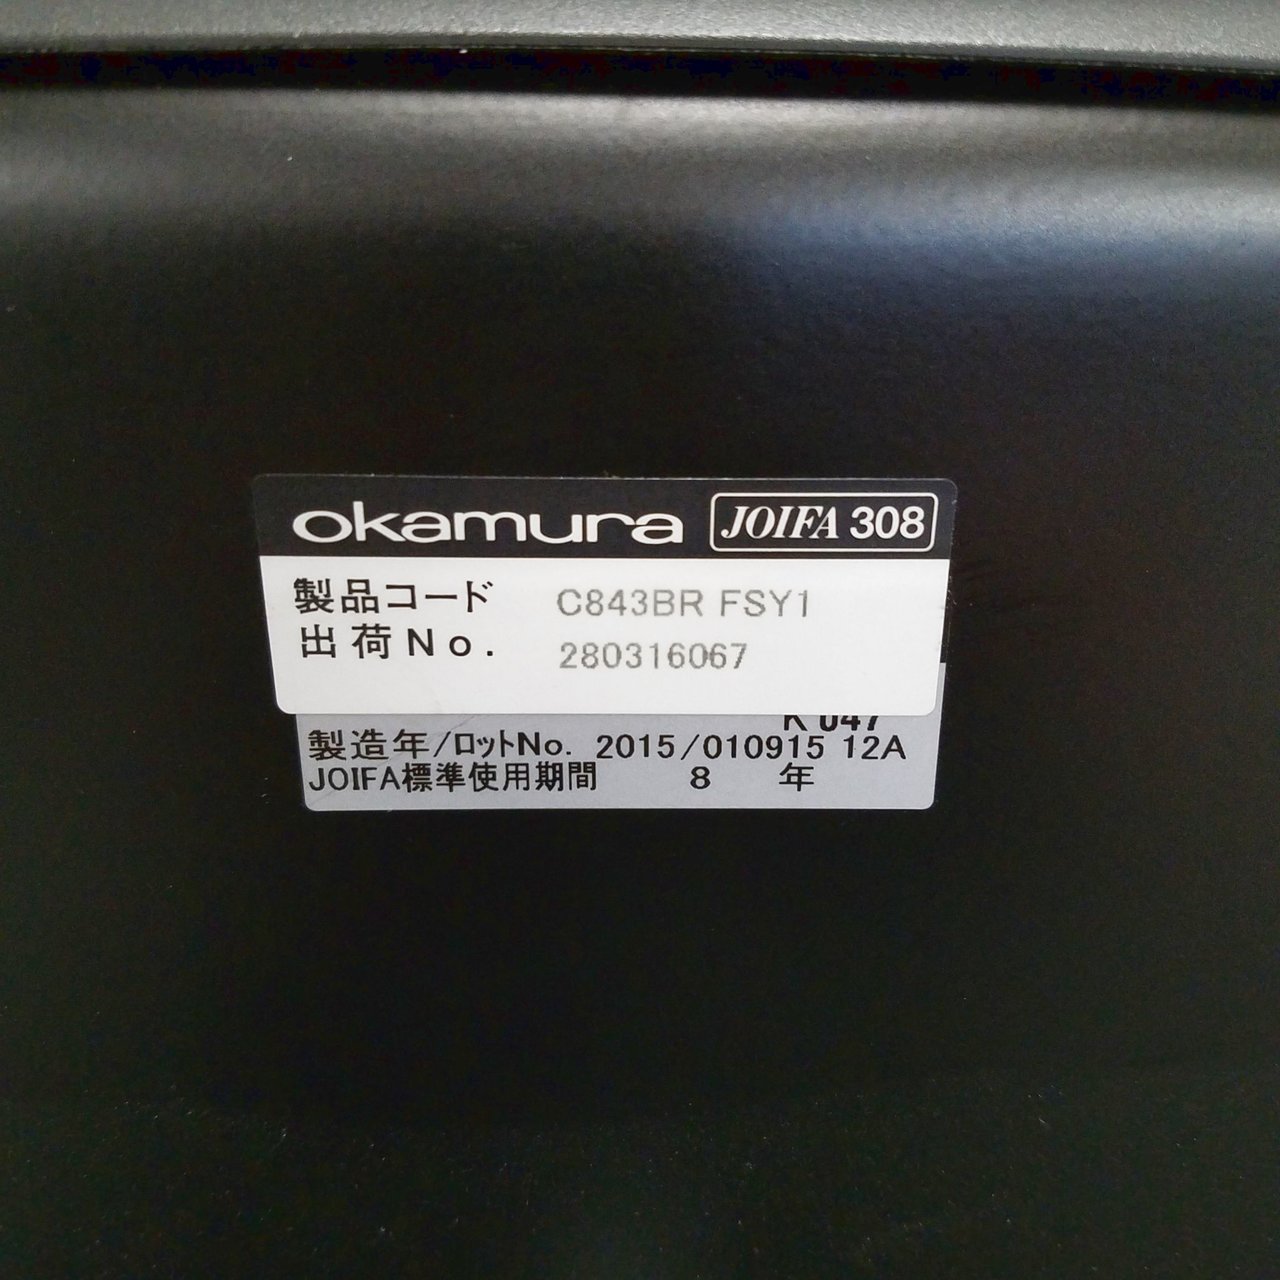 okamura JOIFA 308
製品コード C843BR FSY1
出荷No. 280316067
製造年/ロットNo. 2015/010915 12A
JOIFA標準使用期間 8 年